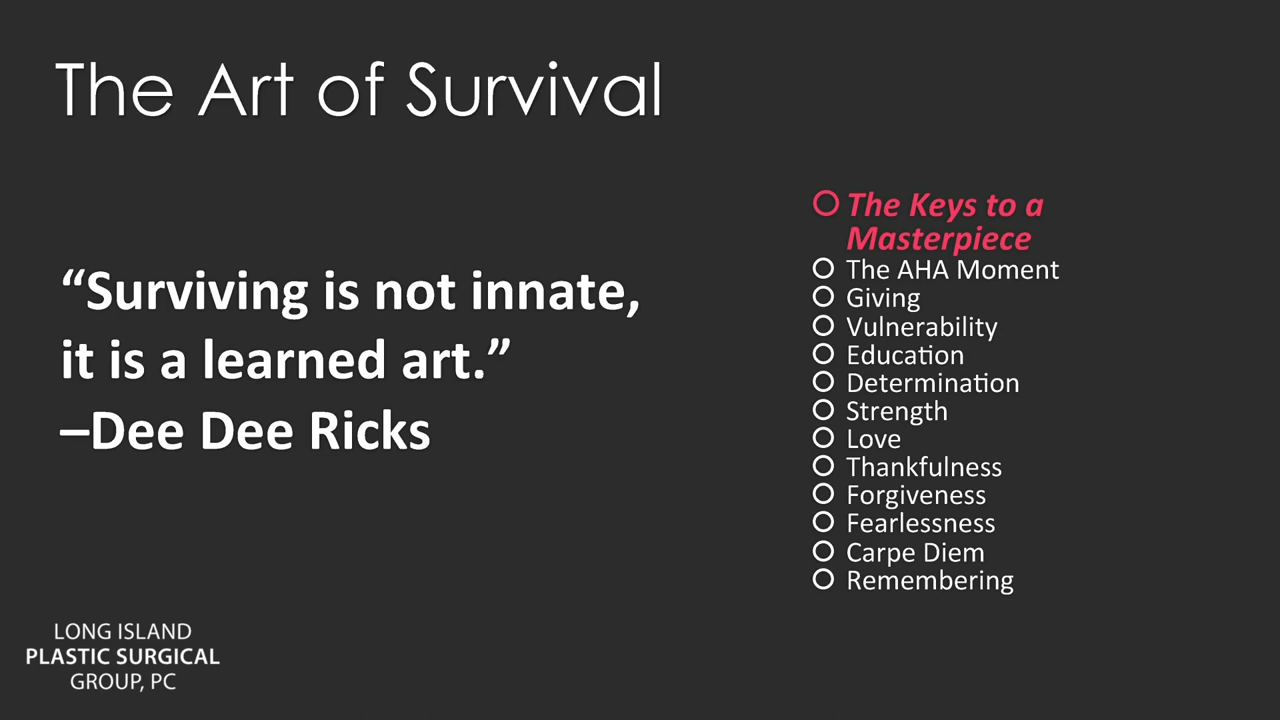 The Art of Survival
“Surviving is not innate,
it is a learned art.”
–Dee Dee Ricks
The Keys to a
Masterpiece
The AHA Moment
Giving
Vulnerability
Education
Determination
Strength
Love
Thankfulness
Forgiveness
Fearlessness
Carpe Diem
Remembering
LONG ISLAND
PLASTIC SURGICAL
GROUP, PC